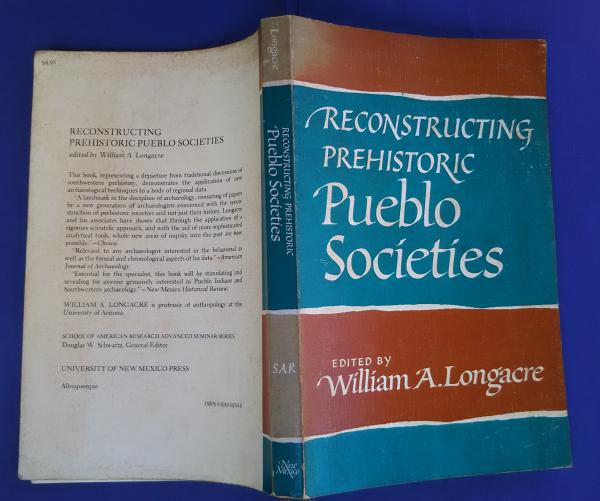 $4.95
RECONSTRUCTING
PREHISTORIC PUEBLO SOCIETIES
edited by William A. Longacre
This book, representing a departure from traditional discussion of
southwestern prehistory, demonstrates the application of new
archaeological techniques to a body of regional data.
"A landmark in the discipline of archaeology, consisting of papers
by a new generation of archaeologists concerned with the recon-
struction of prehistoric societies and not just their history. Longacre
and his associates have shown that through the application of a
rigorous scientific approach, and with the aid of more sophisticated
analytical tools, whole new areas of inquiry into the past are now
possible."—Choice.
"Relevant to any archaeologist interested in the behavioral as
well as the formal and chronological aspects of his data."—American
Journal of Archaeology.
"Essential for the specialist, this book will be stimulating and
revealing for anyone genuinely interested in Pueblo Indians and
Southwestern archaeology."—New Mexico Historical Review.
WILLIAM A. LONGACRE is professor of anthropology at the
University of Arizona.
SCHOOL OF AMERICAN RESEARCH ADVANCED SEMINAR SERIES
Douglas W. Schwartz, General Editor
UNIVERSITY OF NEW MEXICO PRESS
Albuquerque
ISBN
Longacre
RECONSTRUCTING PREHISTORIC
Pueblo Societies
SAR
New
Mexico
RECONSTRUCTING
PREHISTORIC
Pueblo
Societies
EDITED BY
William A. Longacre